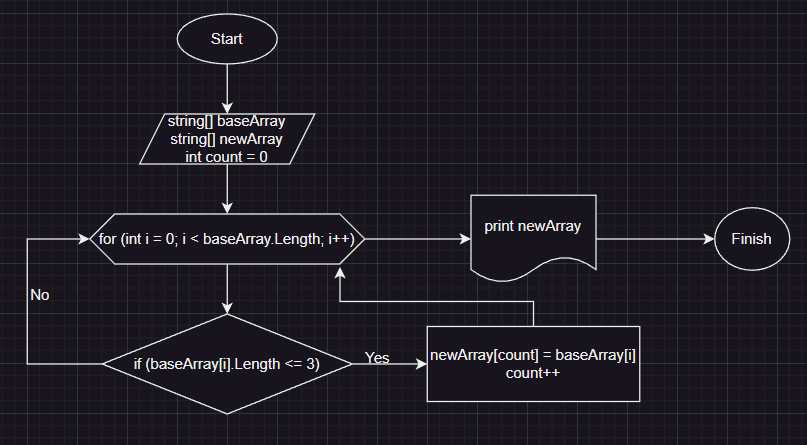 Start
string[] baseArray
string[] newArray
int count = 0
for (int i = 0; i < baseArray.Length; i++)
print newArray
Finish
No
if (baseArray[i].Length <= 3)
Yes
newArray[count] = baseArray[i]
count++